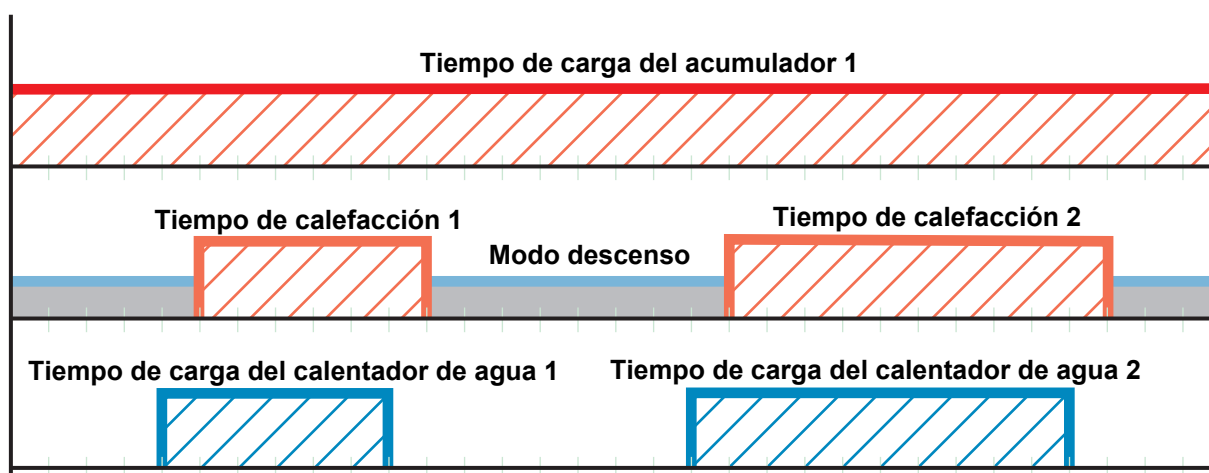 Tiempo de carga del acumulador 1
Tiempo de calefacción 1
Tiempo de calefacción 2
Modo descenso
Tiempo de carga del calentador de agua 1
Tiempo de carga del calentador de agua 2